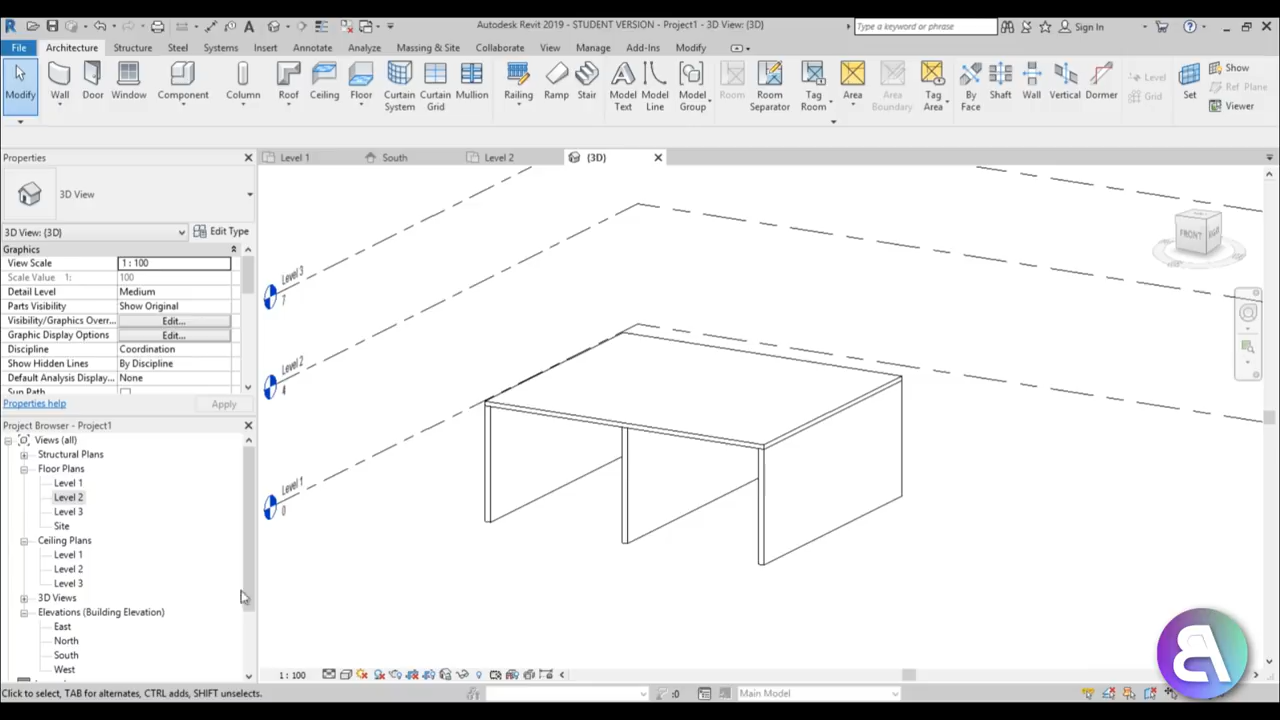 Autodesk Revit 2019 - STUDENT VERSION - Project1 - 3D View: {3D}
Type a keyword or phrase
Sign In
File Architecture Structure Steel Systems Insert Annotate Analyze Massing & Site Collaborate View Manage Add-Ins Modify
Modify Wall Door Window Component Column Roof Ceiling Floor Curtain System Curtain Grid Mullion Railing Ramp Stair Model Text Model Line Model Group Room Room Separator Tag Room Area Area Boundary Tag Area By Face Shaft Wall Vertical Dormer Level Grid Set Show Ref Plane Viewer
Properties
Level 1 South Level 2 {3D}
3D View
3D View: {3D} Edit Type
Graphics
View Scale 1 : 100
Scale Value 1: 100
Detail Level Medium
Parts Visibility Show Original
Visibility/Graphics Overr... Edit...
Graphic Display Options Edit...
Discipline Coordination
Show Hidden Lines By Discipline
Default Analysis Display... None
Sun Path
Properties help Apply
Project Browser - Project1
Views (all)
Structural Plans
Floor Plans
Level 1
Level 2
Level 3
Site
Ceiling Plans
Level 1
Level 2
Level 3
3D Views
Elevations (Building Elevation)
East
North
South
West
Level 3
7
Level 2
4
Level 1
0
FRONT
1 : 100
Click to select, TAB for alternates, CTRL adds, SHIFT unselects.
:0
Main Model